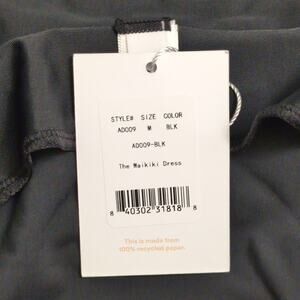 STYLE# SIZE COLOR
AD009 M BLK
AD009-BLK
The Waikiki Dress
8 40302 31818 8
This is made from
100% recycled paper.